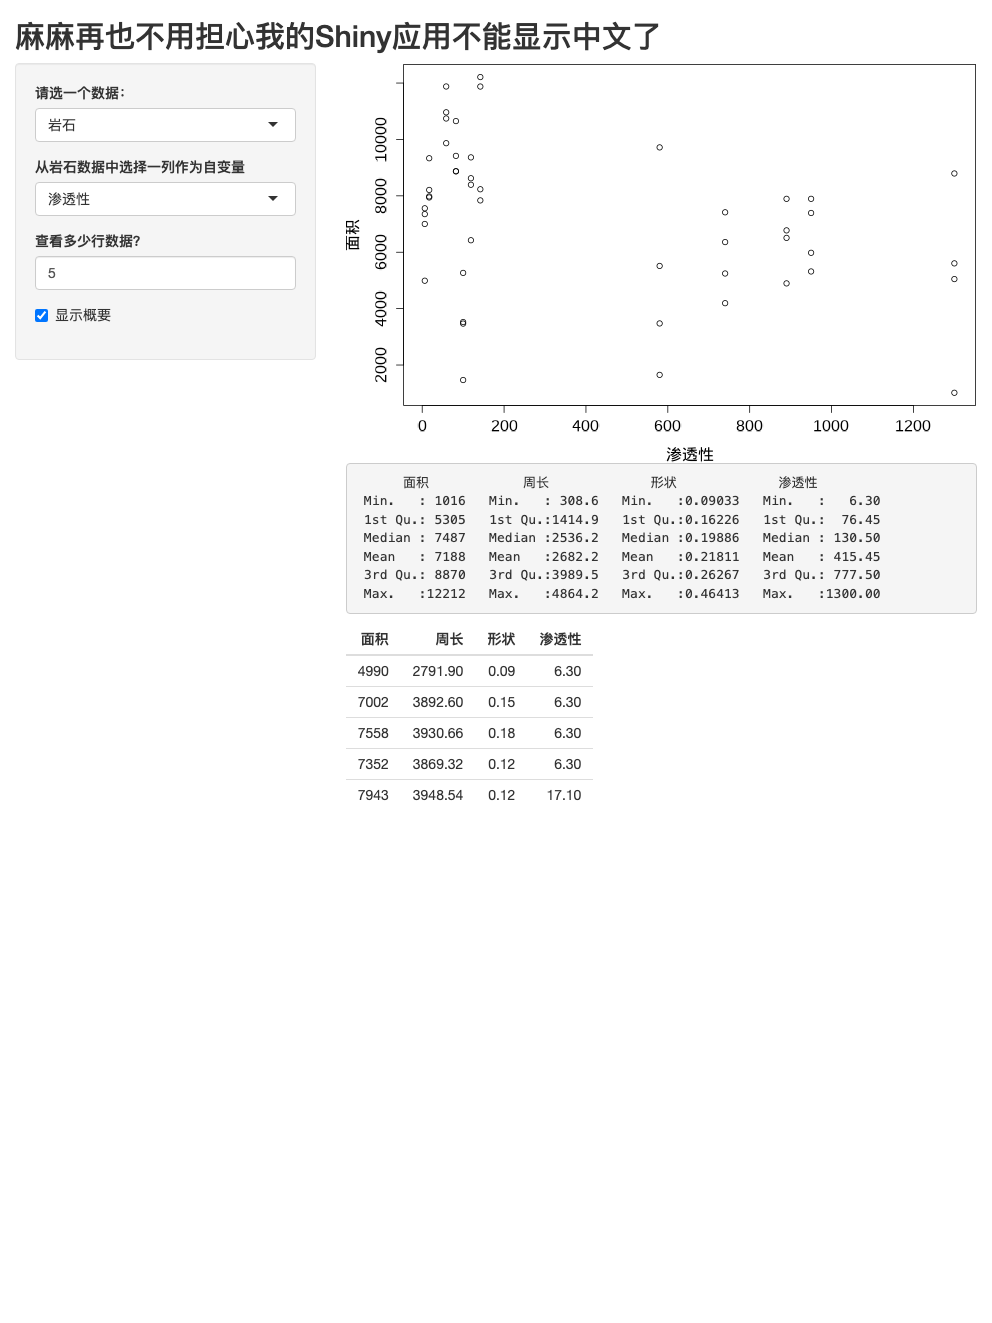 麻麻再也不用担心我的Shiny应用不能显示中文了
请选一个数据：
岩石
从岩石数据中选择一列作为自变量
渗透性
查看多少行数据?
5
显示概要
面积
10000
8000
6000
4000
2000
0 200 400 600 800 1000 1200
渗透性
面积 周长 形状 渗透性
Min.   : 1016   Min.   : 308.6   Min.   :0.09033   Min.   :   6.30
1st Qu.: 5305   1st Qu.:1414.9   1st Qu.:0.16226   1st Qu.:  76.45
Median : 7487   Median :2536.2   Median :0.19886   Median : 130.50
Mean   : 7188   Mean   :2682.2   Mean   :0.21811   Mean   : 415.45
3rd Qu.: 8870   3rd Qu.:3989.5   3rd Qu.:0.26267   3rd Qu.: 777.50
Max.   :12212   Max.   :4864.2   Max.   :0.46413   Max.   :1300.00
面积 周长 形状 渗透性
4990 2791.90 0.09 6.30
7002 3892.60 0.15 6.30
7558 3930.66 0.18 6.30
7352 3869.32 0.12 6.30
7943 3948.54 0.12 17.10